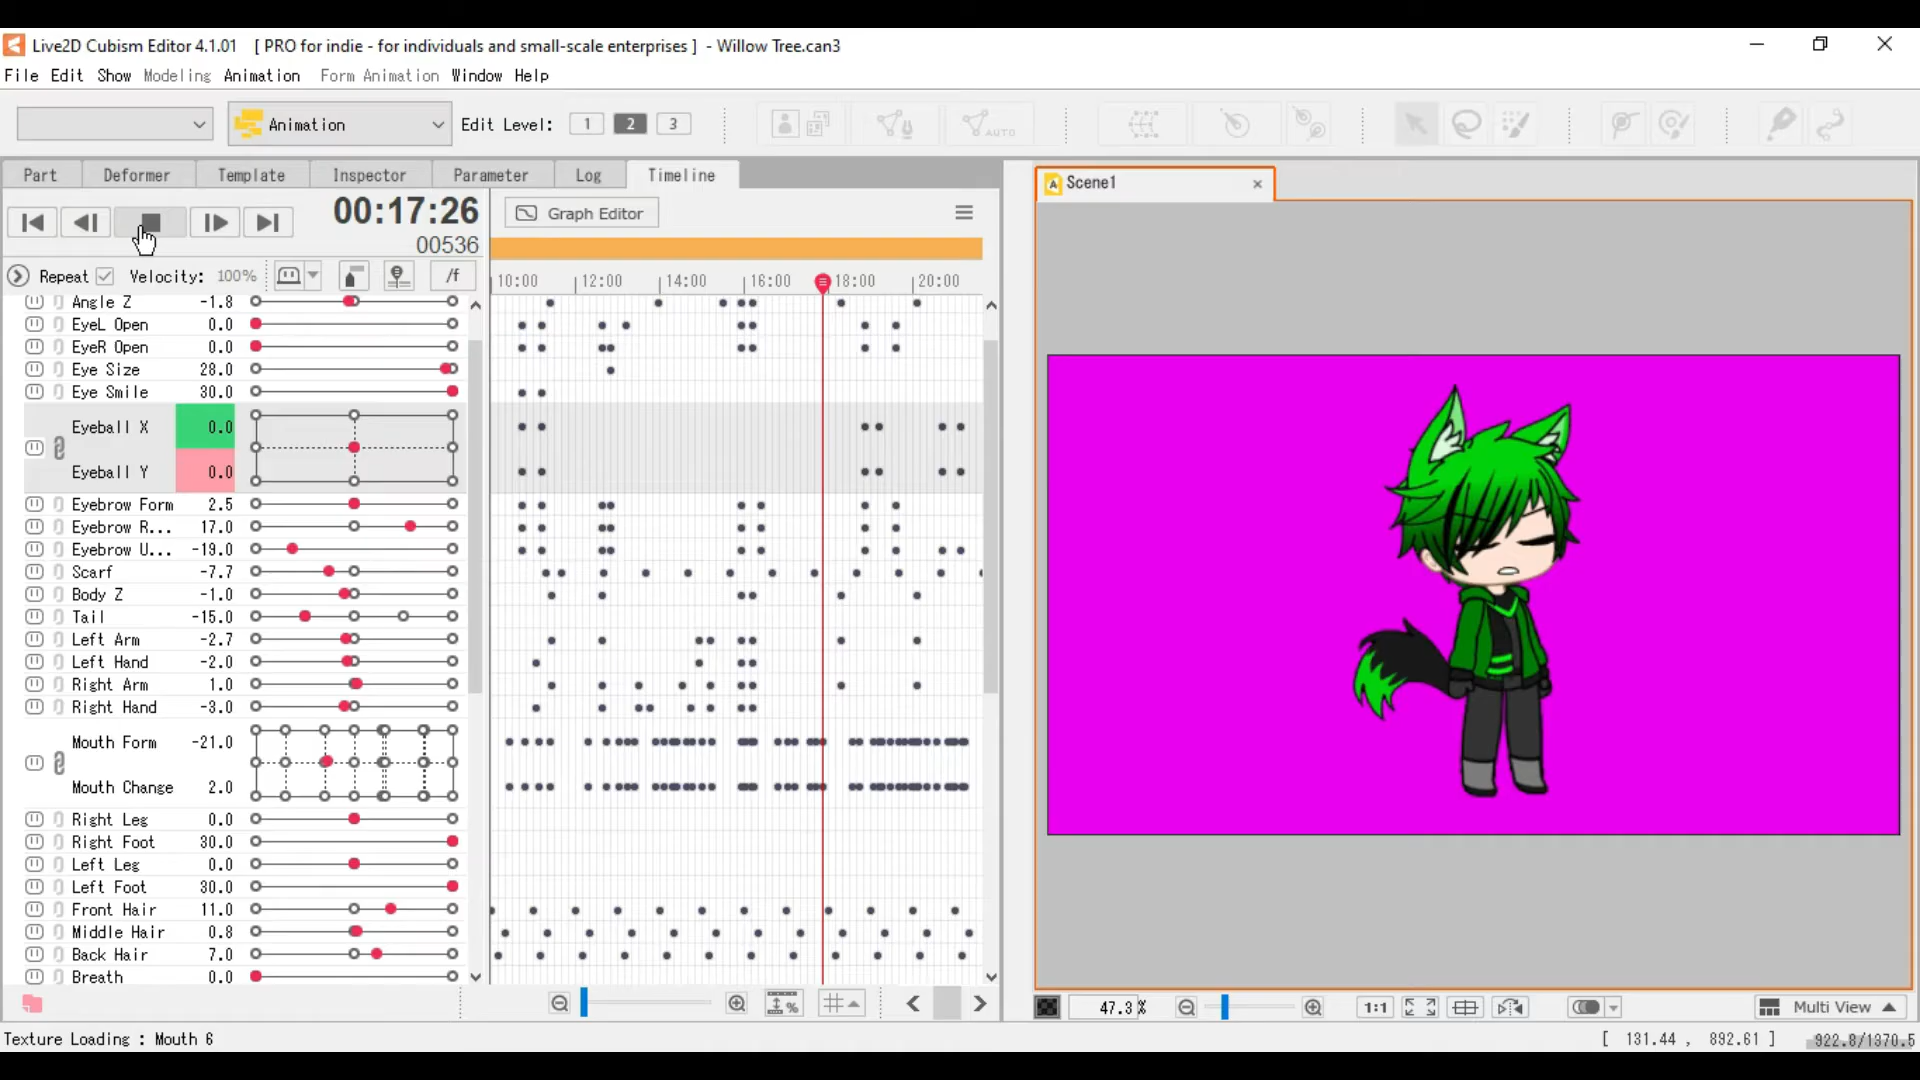 Live2D Cubism Editor 4.1.01 [ PRO for indie - for individuals and small-scale enterprises ] - Willow Tree.can3
File Edit Show Modeling Animation Form Animation Window Help
Animation Edit Level: 1 2 3 AUTO
Part Deformer Template Inspector Parameter Log Timeline
Scene1
00:17:26
Graph Editor
00536
Repeat Velocity: 100% /f
10:00 12:00 14:00 16:00 18:00 20:00
Angle Z -1.8
EyeL Open 0.0
EyeR Open 0.0
Eye Size 28.0
Eye Smile 30.0
Eyeball X 0.0
Eyeball Y 0.0
Eyebrow Form 2.5
Eyebrow R... 17.0
Eyebrow U... -19.0
Scarf -7.7
Body Z -1.0
Tail -15.0
Left Arm -2.7
Left Hand -2.0
Right Arm 1.0
Right Hand -3.0
Mouth Form -21.0
Mouth Change 2.0
Right Leg 0.0
Right Foot 30.0
Left Leg 0.0
Left Foot 30.0
Front Hair 11.0
Middle Hair 0.8
Back Hair 7.0
Breath 0.0
%
47.3 % 1:1 Multi View
Texture Loading : Mouth 6
[ 131.44 , 892.61 ] 922.8/1370.5